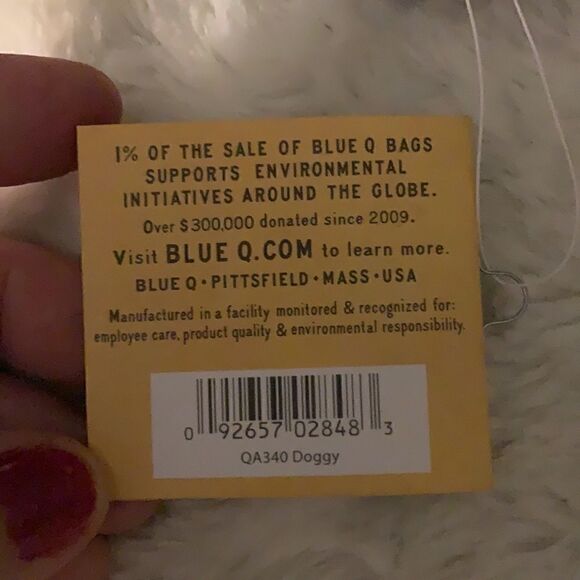 1% OF THE SALE OF BLUE Q BAGS
SUPPORTS ENVIRONMENTAL
INITIATIVES AROUND THE GLOBE.
Over $300,000 donated since 2009.
Visit BLUE Q.COM to learn more.
BLUE Q • PITTSFIELD • MASS • USA
Manufactured in a facility monitored & recognized for:
employee care, product quality & environmental responsibility.
0 92657 02848 3
QA340 Doggy